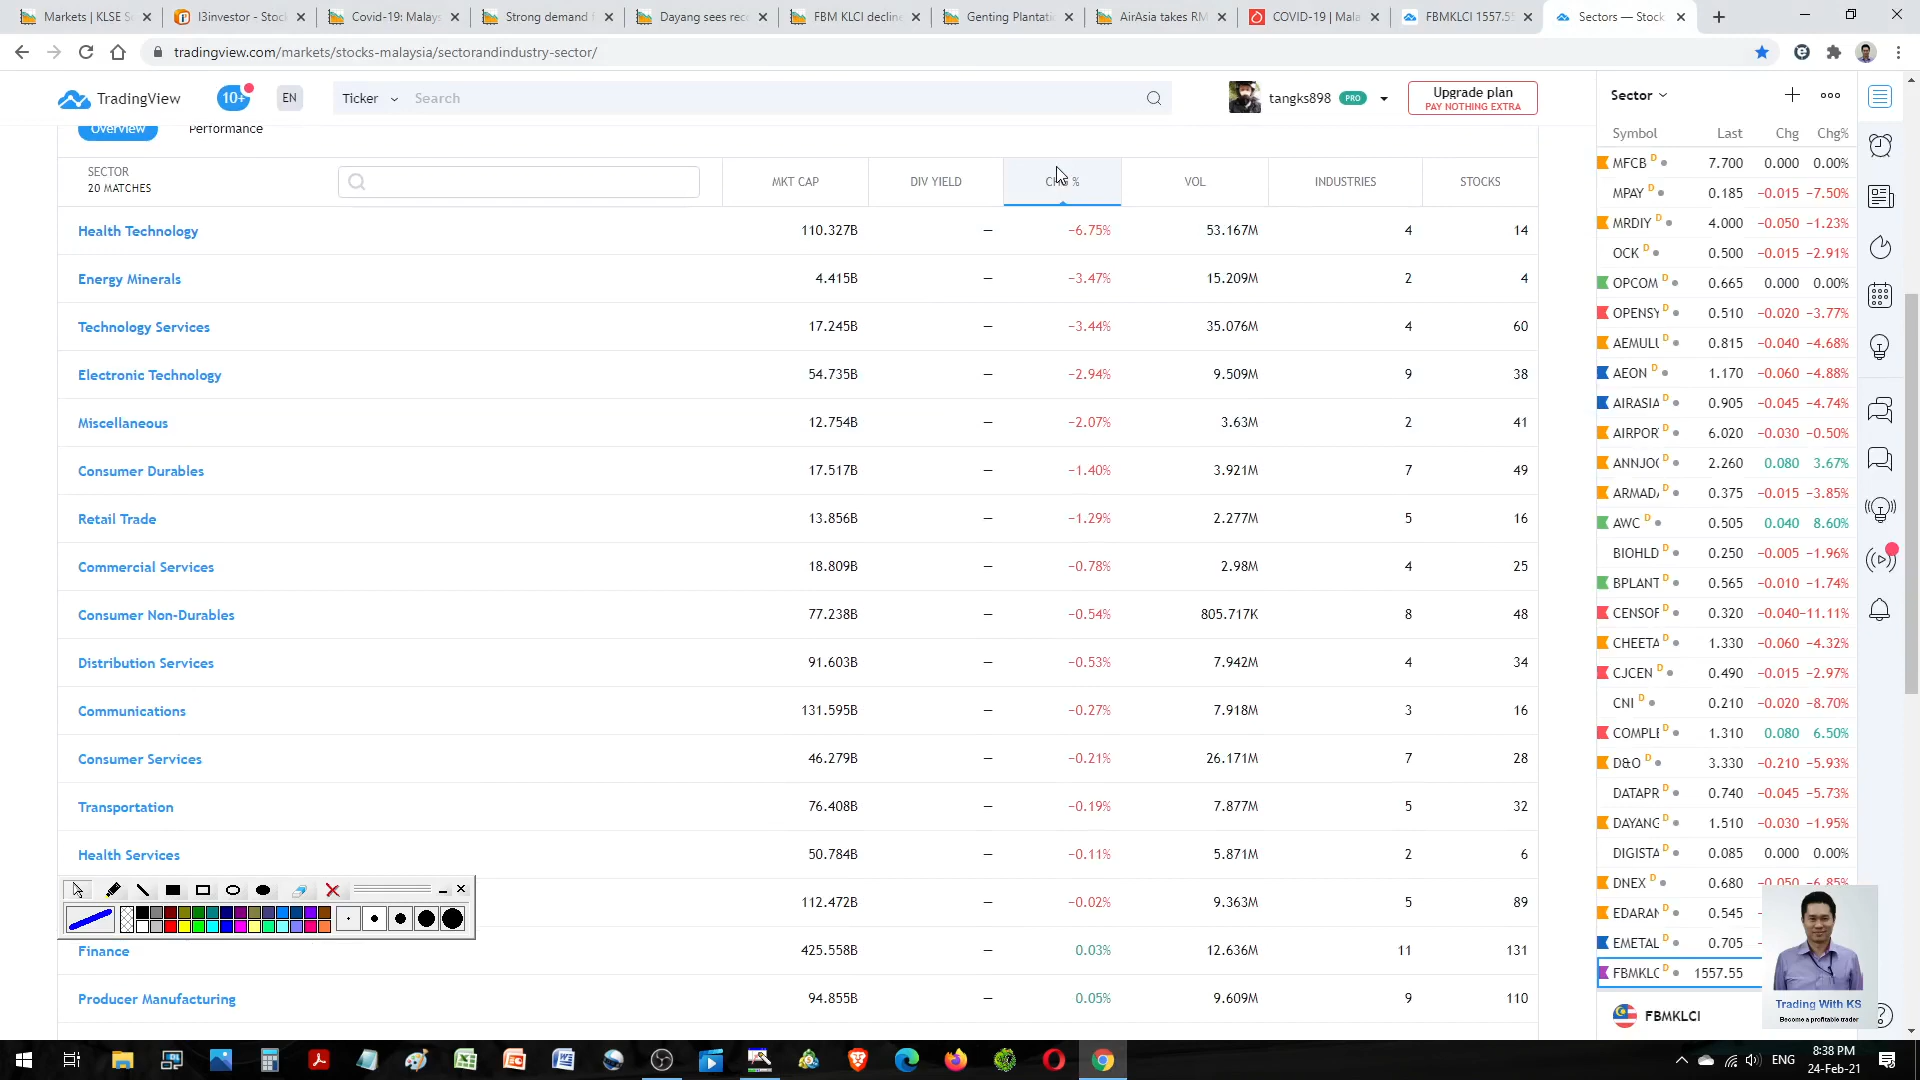 Markets | KLSE S
I3investor - Stoc
Covid-19: Malays
Strong demand f
Dayang sees rec
FBM KLCI decline
Genting Plantatio
AirAsia takes RM
COVID-19 | Mala
FBMKLCI 1557.5
Sectors — Stock
tradingview.com/markets/stocks-malaysia/sectorandindustry-sector/
TradingView
10+
EN
Ticker
Search
tangks898 PRO
Upgrade plan
PAY NOTHING EXTRA
Overview
Performance
SECTOR
20 MATCHES
MKT CAP DIV YIELD CHG % VOL INDUSTRIES STOCKS
Health Technology 110.327B — −6.75% 53.167M 4 14
Energy Minerals 4.415B — −3.47% 15.209M 2 4
Technology Services 17.245B — −3.44% 35.076M 4 60
Electronic Technology 54.735B — −2.94% 9.509M 9 38
Miscellaneous 12.754B — −2.07% 3.63M 2 41
Consumer Durables 17.517B — −1.40% 3.921M 7 49
Retail Trade 13.856B — −1.29% 2.277M 5 16
Commercial Services 18.809B — −0.78% 2.98M 4 25
Consumer Non-Durables 77.238B — −0.54% 805.717K 8 48
Distribution Services 91.603B — −0.53% 7.942M 4 34
Communications 131.595B — −0.27% 7.918M 3 16
Consumer Services 46.279B — −0.21% 26.171M 7 28
Transportation 76.408B — −0.19% 7.877M 5 32
Health Services 50.784B — −0.11% 5.871M 2 6
112.472B — −0.02% 9.363M 5 89
Finance 425.558B — 0.03% 12.636M 11 131
Producer Manufacturing 94.855B — 0.05% 9.609M 9 110
Sector
Symbol Last Chg Chg%
MFCB D 7.700 0.000 0.00%
MPAY D 0.185 −0.015 −7.50%
MRDIY D 4.000 −0.050 −1.23%
OCK D 0.500 −0.015 −2.91%
OPCOM D 0.665 0.000 0.00%
OPENSY D 0.510 −0.020 −3.77%
AEMULU D 0.815 −0.040 −4.68%
AEON D 1.170 −0.060 −4.88%
AIRASIA D 0.905 −0.045 −4.74%
AIRPOR D 6.020 −0.030 −0.50%
ANNJOO D 2.260 0.080 3.67%
ARMADA D 0.375 −0.015 −3.85%
AWC D 0.505 0.040 8.60%
BIOHLD D 0.250 −0.005 −1.96%
BPLANT D 0.565 −0.010 −1.74%
CENSOF D 0.320 −0.040 −11.11%
CHEETA D 1.330 −0.060 −4.32%
CJCEN D 0.490 −0.015 −2.97%
CNI D 0.210 −0.020 −8.70%
COMPLE D 1.310 0.080 6.50%
D&O D 3.330 −0.210 −5.93%
DATAPR D 0.740 −0.045 −5.73%
DAYANG D 1.510 −0.030 −1.95%
DIGISTA D 0.085 0.000 0.00%
DNEX D 0.680 −0.050 −6.85%
EDARAN D 0.545
EMETAL D 0.705
FBMKLC D 1557.55
FBMKLCI
Trading With KS
Become a profitable trader
ENG
8:38 PM
24-Feb-21